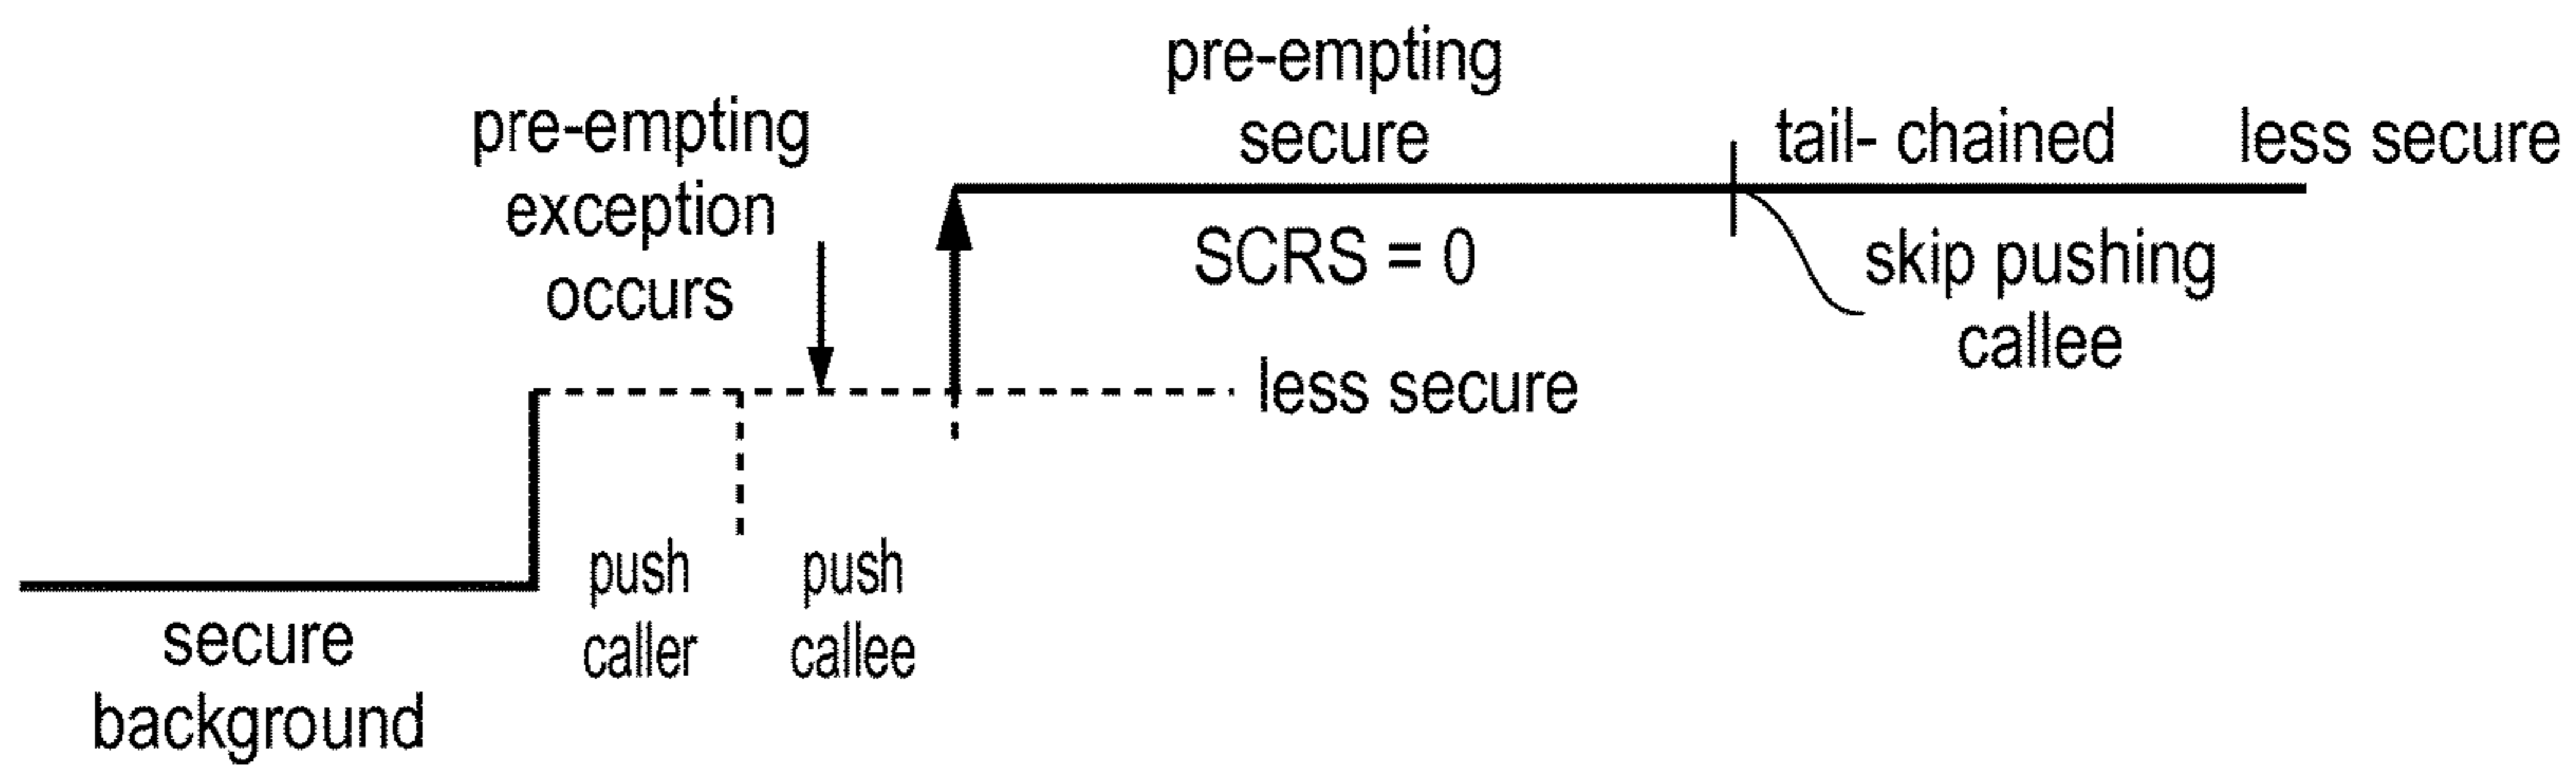 pre-empting
exception
occurs
pre-empting
secure
tail- chained
less secure
SCRS = 0
skip pushing
callee
less secure
push
caller
push
callee
secure
background